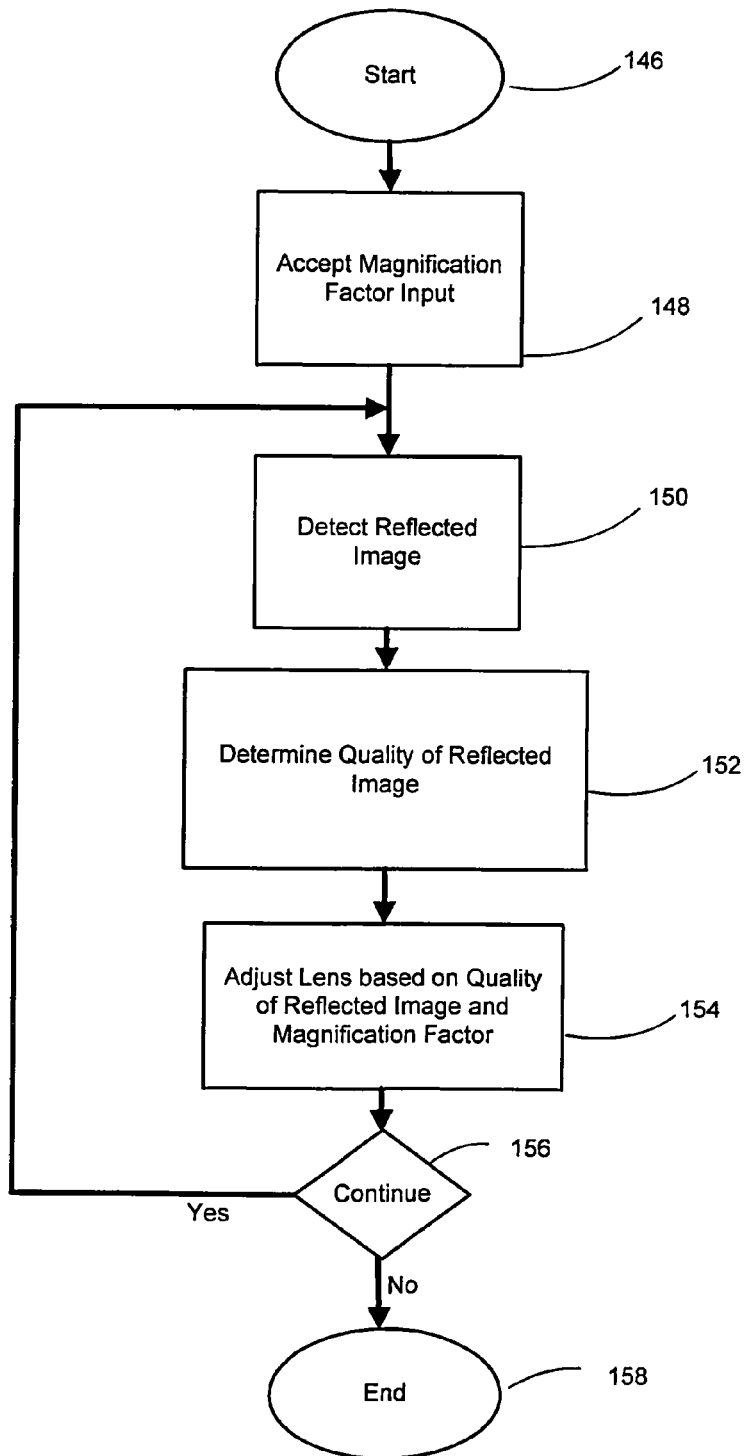 Start
146
Accept Magnification
Factor Input
148
Detect Reflected
Image
150
Determine Quality of Reflected
Image
152
Adjust Lens based on Quality
of Reflected Image and
Magnification Factor
154
Continue
156
Yes
No
End
158